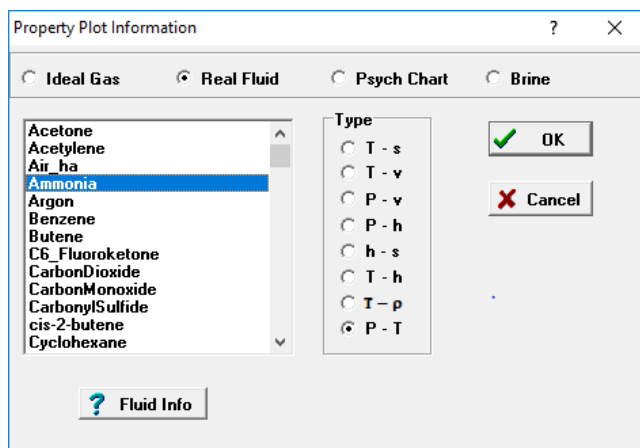 Property Plot Information
?
Ideal Gas
Real Fluid
Psych Chart
Brine
Acetone
Acetylene
Air_ha
Ammonia
Argon
Benzene
Butene
C6_Fluoroketone
CarbonDioxide
CarbonMonoxide
CarbonylSulfide
cis-2-butene
Cyclohexane
Type
T - s
T - v
P - v
P - h
h - s
T - h
T – ρ
P - T
OK
Cancel
? Fluid Info